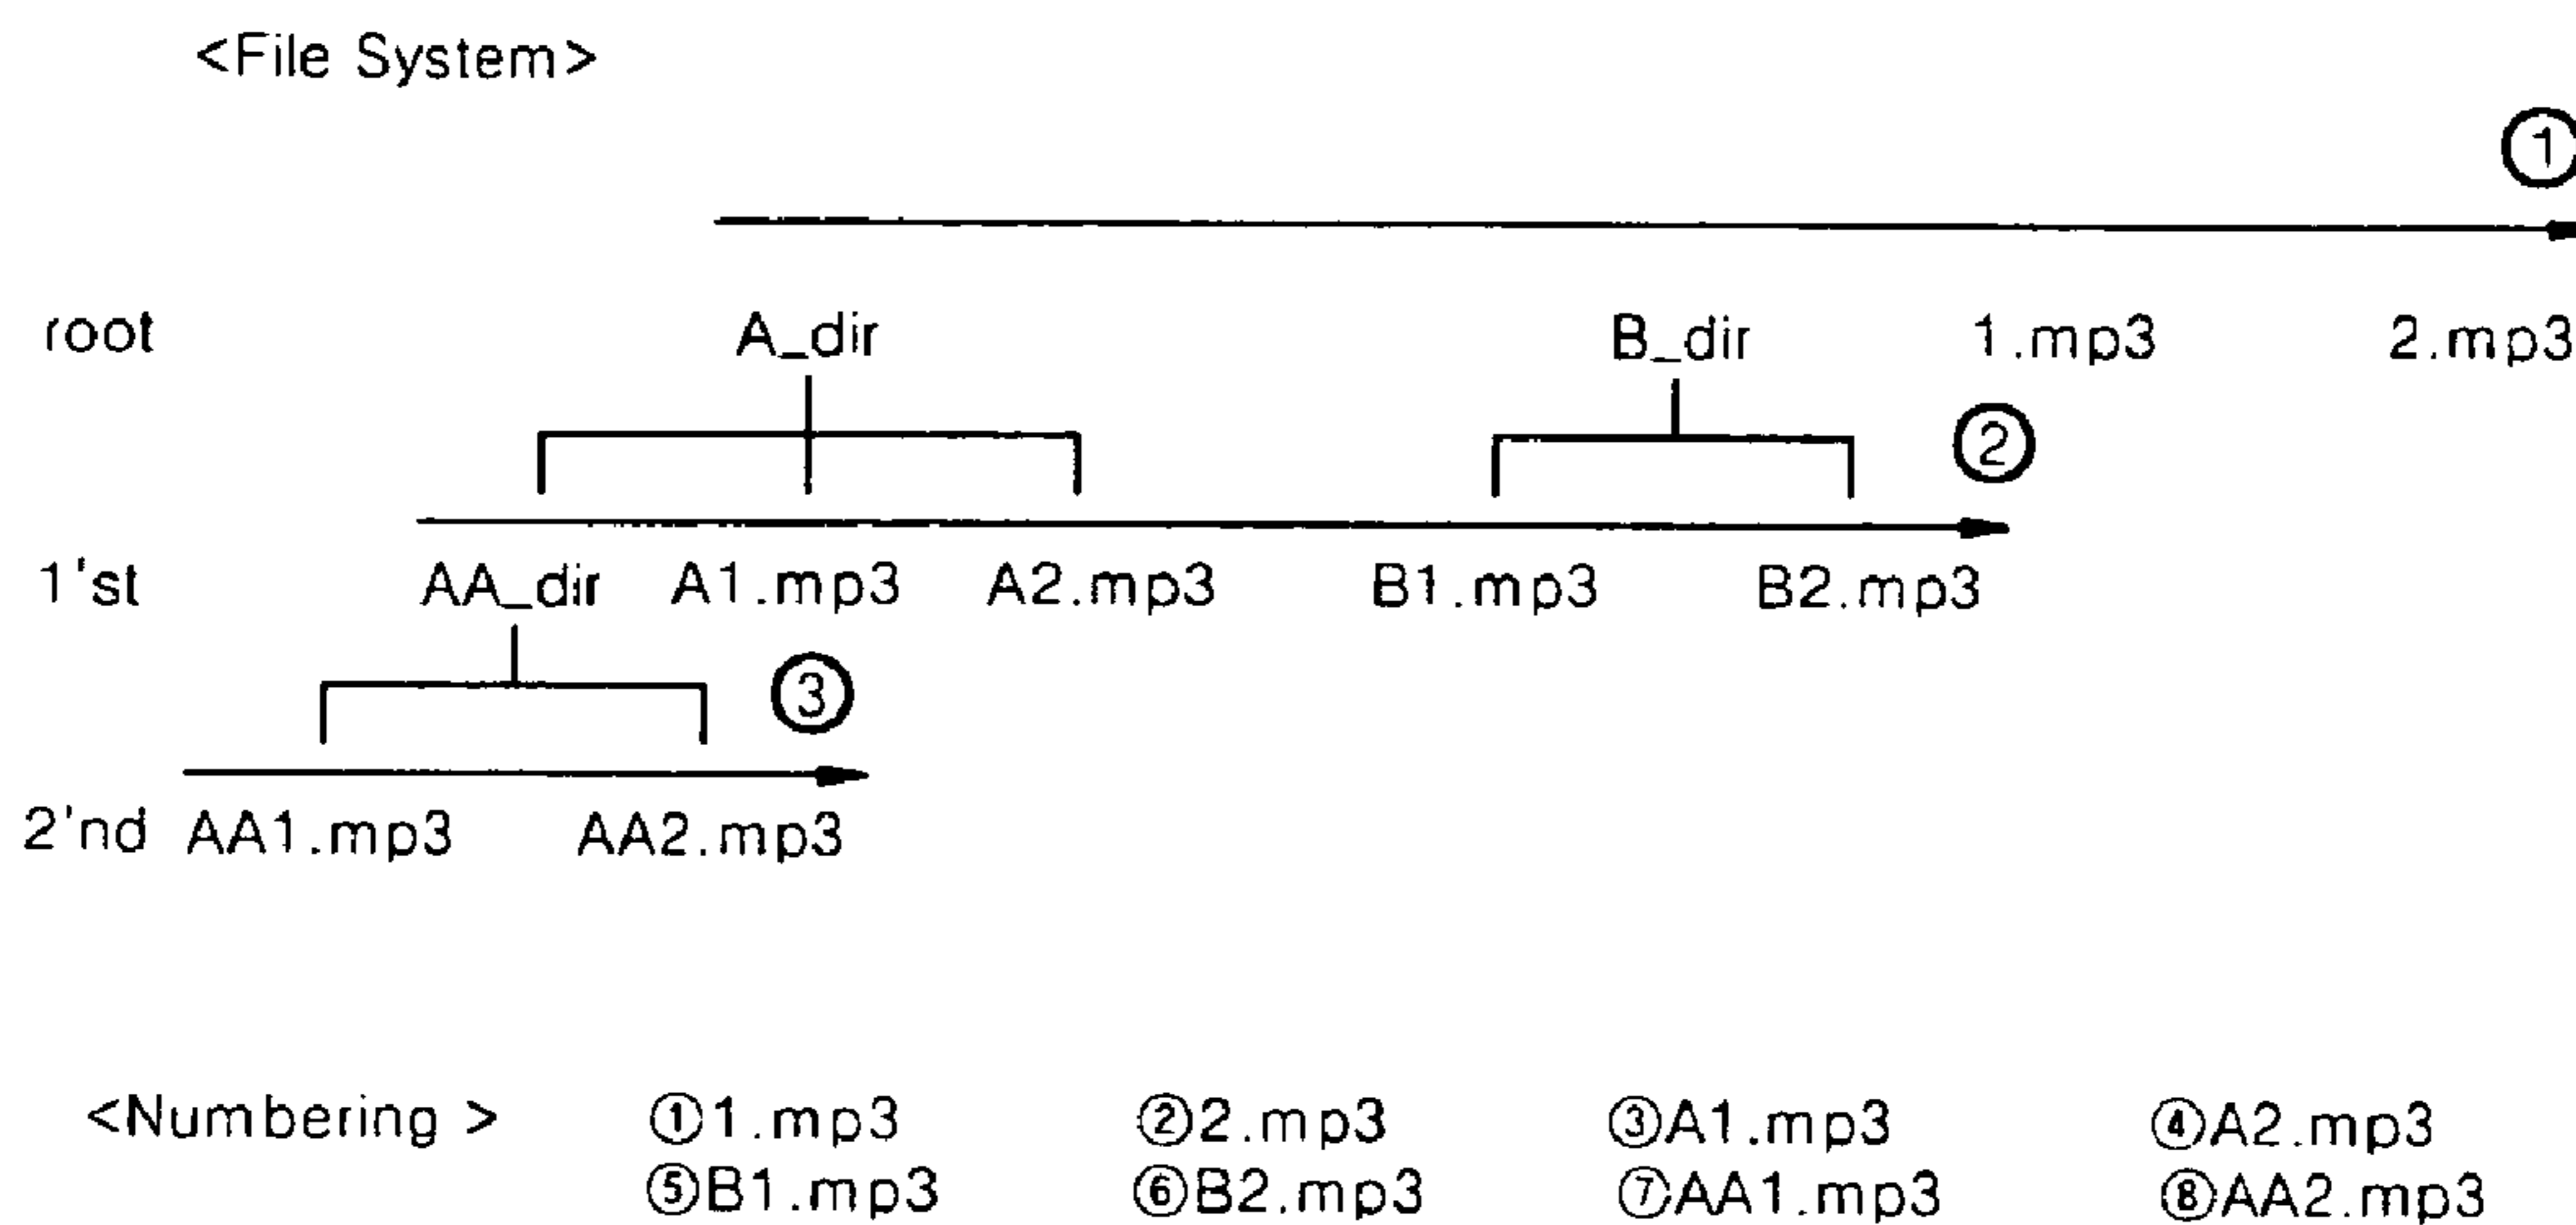 <File System>
①
root A_dir B_dir 1.mp3 2.mp3
②
1'st AA_dir A1.mp3 A2.mp3 B1.mp3 B2.mp3
③
2'nd AA1.mp3 AA2.mp3
<Numbering > ①1.mp3 ②2.mp3 ③A1.mp3 ④A2.mp3
⑤B1.mp3 ⑥B2.mp3 ⑦AA1.mp3 ⑧AA2.mp3